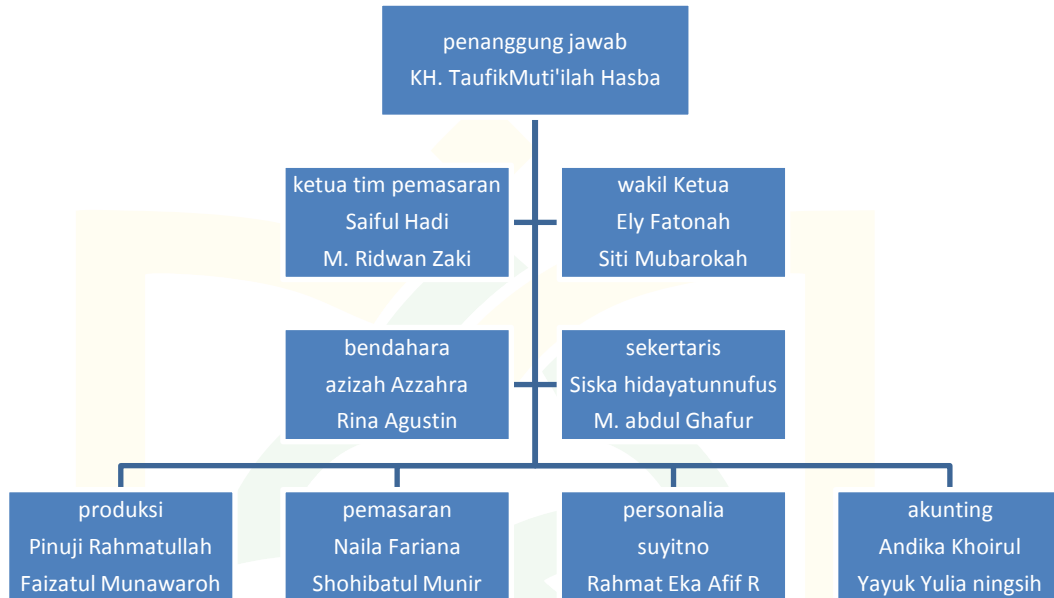 penanggung jawab
KH. TaufikMuti'ilah Hasba
ketua tim pemasaran
Saiful Hadi
M. Ridwan Zaki
wakil Ketua
Ely Fatonah
Siti Mubarokah
bendahara
azizah Azzahra
Rina Agustin
sekertaris
Siska hidayatunnufus
M. abdul Ghafur
produksi
Pinuji Rahmatullah
Faizatul Munawaroh
pemasaran
Naila Fariana
Shohibatul Munir
personalia
suyitno
Rahmat Eka Afif R
akunting
Andika Khoirul
Yayuk Yulia ningsih